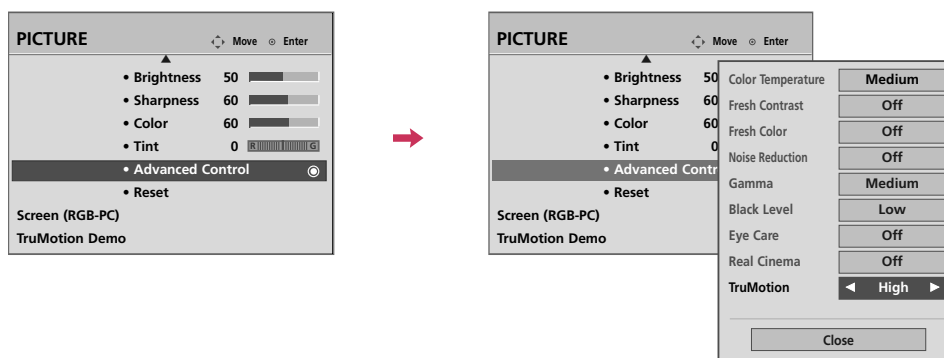 PICTURE
Move Enter
• Brightness 50
• Sharpness 60
• Color 60
• Tint 0 R G
• Advanced Control
• Reset
Screen (RGB-PC)
TruMotion Demo
PICTURE
Move Enter
• Brightness 50
• Sharpness 60
• Color 60
• Tint 0
• Advanced Contr
• Reset
Screen (RGB-PC)
TruMotion Demo
Color Temperature Medium
Fresh Contrast Off
Fresh Color Off
Noise Reduction Off
Gamma Medium
Black Level Low
Eye Care Off
Real Cinema Off
TruMotion ◀ High ▶
Close